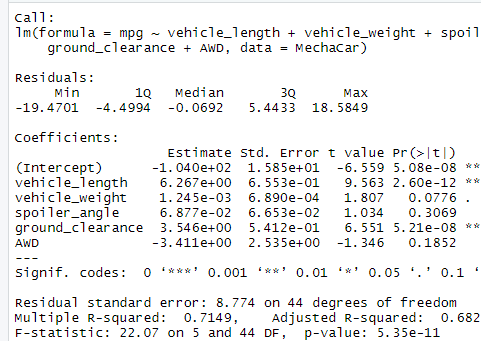 Call:
lm(formula = mpg ~ vehicle_length + vehicle_weight + spoil
    ground_clearance + AWD, data = MechaCar)

Residuals:
     Min       1Q   Median       3Q      Max
-19.4701  -4.4994  -0.0692   5.4433  18.5849

Coefficients:
                   Estimate Std. Error t value Pr(>|t|)
(Intercept)      -1.040e+02  1.585e+01  -6.559 5.08e-08 **
vehicle_length    6.267e+00  6.553e-01   9.563 2.60e-12 **
vehicle_weight    1.245e-03  6.890e-04   1.807   0.0776 .
spoiler_angle     6.877e-02  6.653e-02   1.034   0.3069
ground_clearance  3.546e+00  5.412e-01   6.551 5.21e-08 **
AWD              -3.411e+00  2.535e+00  -1.346   0.1852
---
Signif. codes:  0 ‘***’ 0.001 ‘**’ 0.01 ‘*’ 0.05 ‘.’ 0.1 ‘

Residual standard error: 8.774 on 44 degrees of freedom
Multiple R-squared:  0.7149,    Adjusted R-squared:  0.682
F-statistic: 22.07 on 5 and 44 DF,  p-value: 5.35e-11